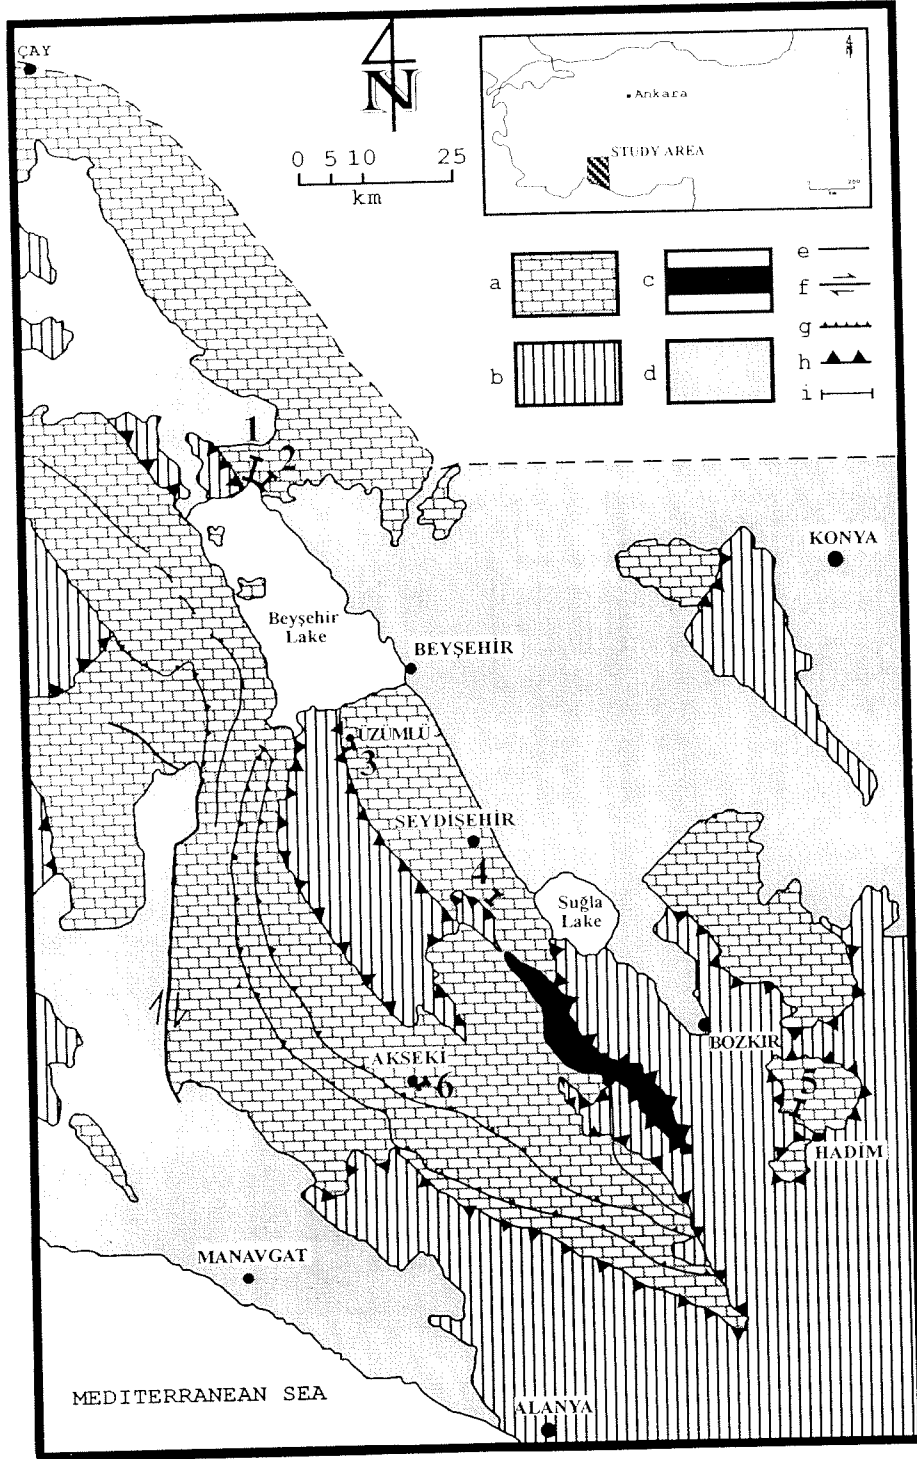 ÇAY
N
0 5 10 25
km
Ankara
STUDY AREA
a
b
c
d
e
f
g
h
i
1
2
KONYA
Beyşehir
Lake
BEYŞEHİR
ÜZÜMLÜ
3
SEYDİŞEHİR
4
Suğla
Lake
BOZKIR
AKSEKİ
6
5
HADİM
MANAVGAT
MEDITERRANEAN SEA
ALANYA